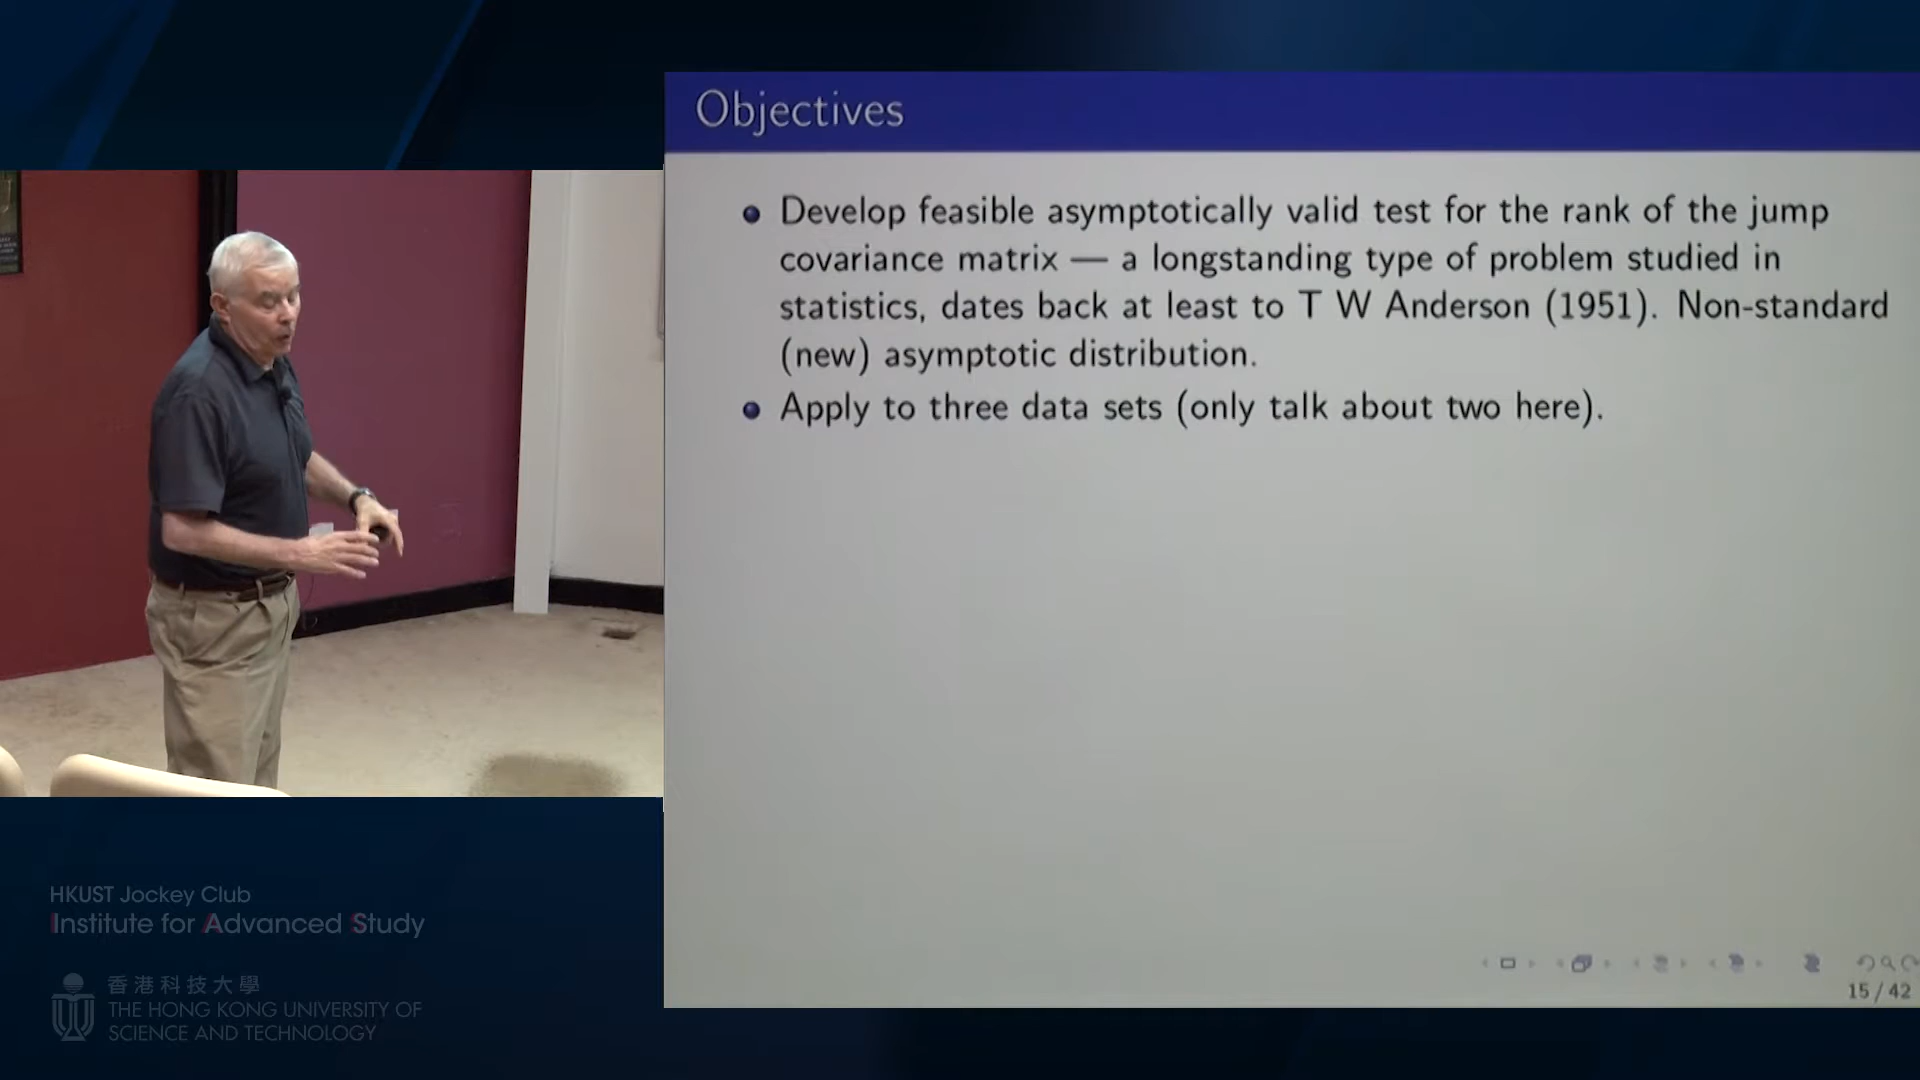 Objectives
Develop feasible asymptotically valid test for the rank of the jump
covariance matrix — a longstanding type of problem studied in
statistics, dates back at least to T W Anderson (1951). Non-standard
(new) asymptotic distribution.
Apply to three data sets (only talk about two here).
15 / 42
HKUST Jockey Club
Institute for Advanced Study
香港科技大學
THE HONG KONG UNIVERSITY OF
SCIENCE AND TECHNOLOGY